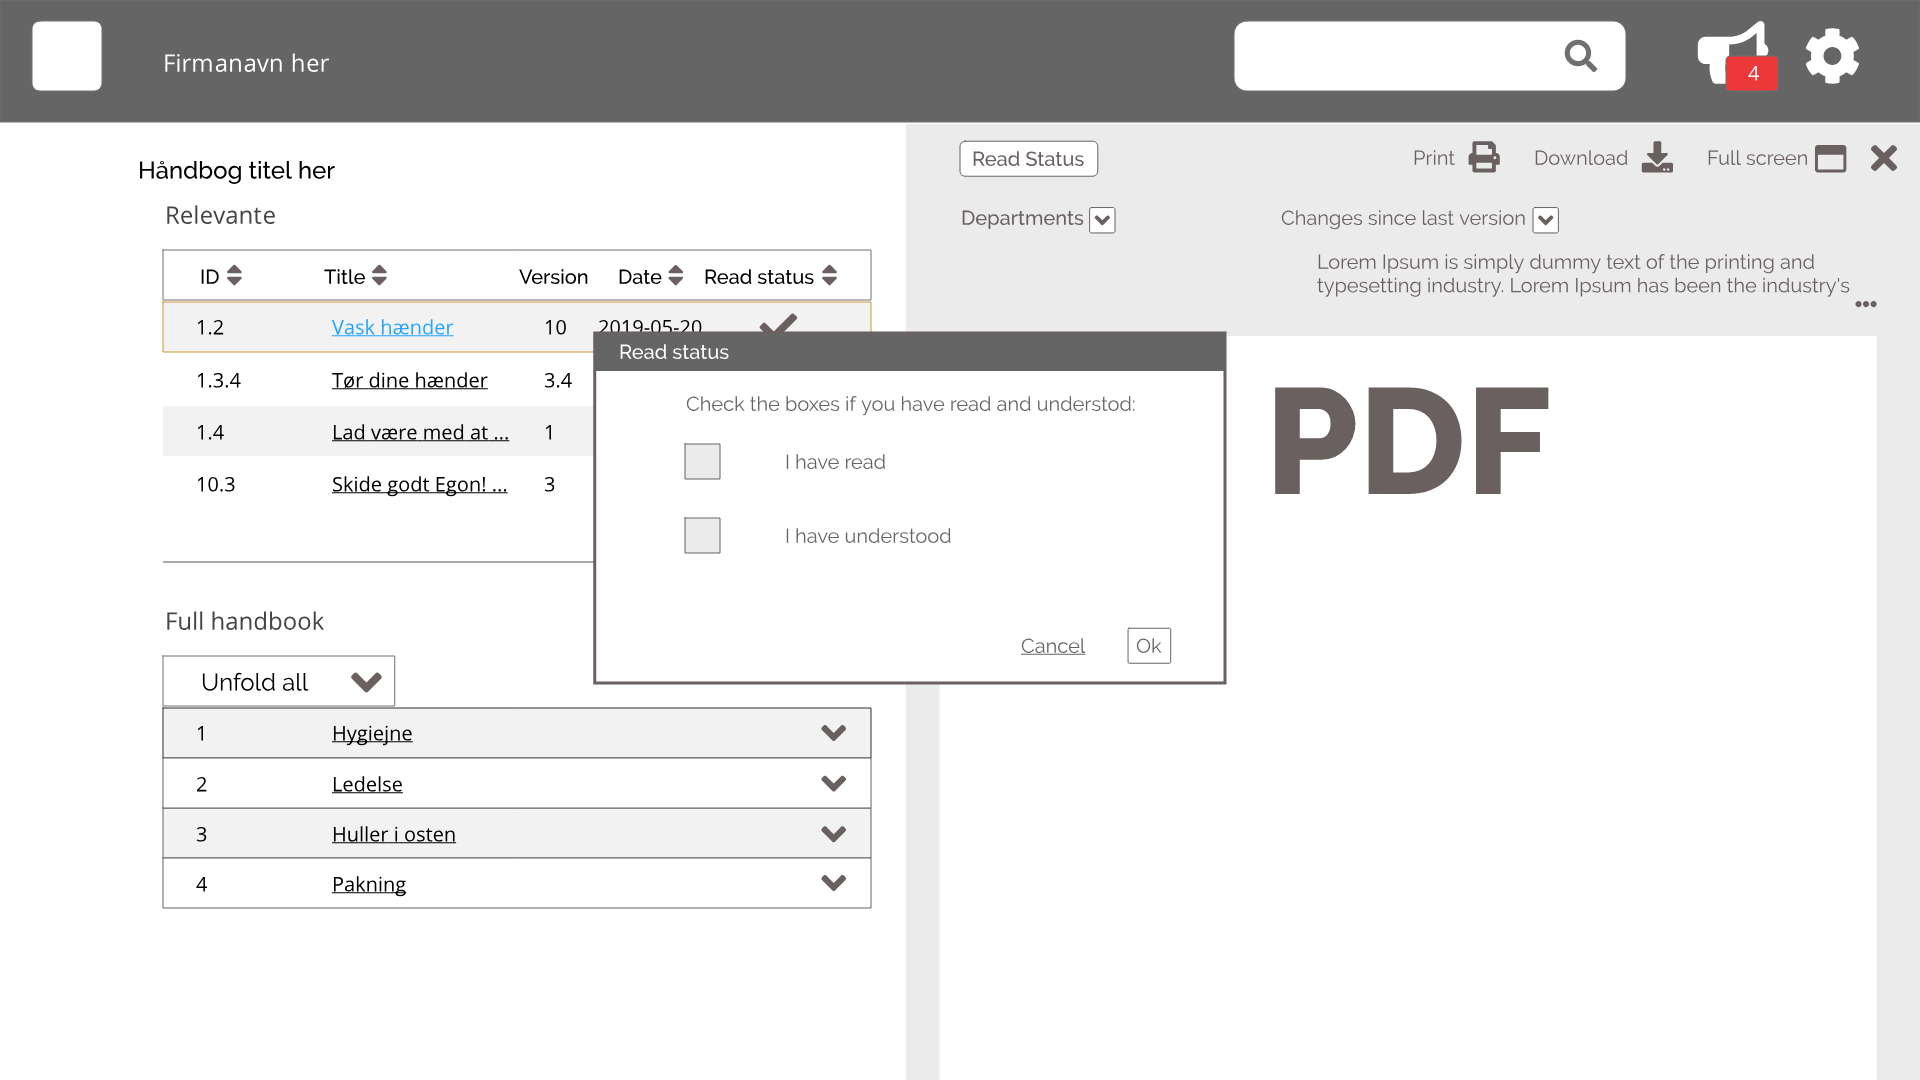 Firmanavn her
4
Håndbog titel her
Relevante
ID Title Version Date Read status
1.2 Vask hænder 10 2019-05-20
1.3.4 Tør dine hænder 3.4
1.4 Lad være med at ... 1
10.3 Skide godt Egon! ... 3
Full handbook
Unfold all
1 Hygiejne
2 Ledelse
3 Huller i osten
4 Pakning
Read Status
Print Download Full screen
Departments
Changes since last version
Lorem Ipsum is simply dummy text of the printing and
typesetting industry. Lorem Ipsum has been the industry's
...
PDF
Read status
Check the boxes if you have read and understod:
I have read
I have understood
Cancel Ok